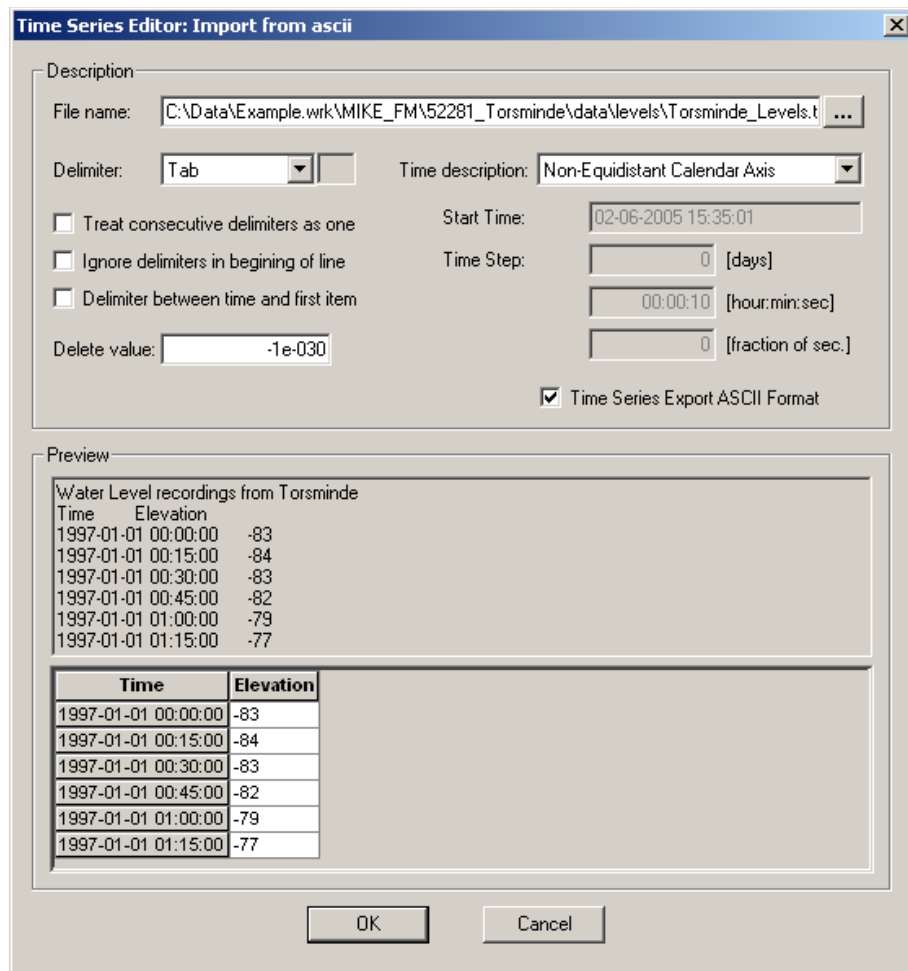 Time Series Editor: Import from ascii
Description
File name: C:\Data\Example.wrk\MIKE_FM\52281_Torsminde\data\levels\Torsminde_Levels.t ...
Delimiter: Tab Time description: Non-Equidistant Calendar Axis
Treat consecutive delimiters as one Start Time: 02-06-2005 15:35:01
Ignore delimiters in begining of line Time Step: 0 [days]
Delimiter between time and first item 00:00:10 [hour:min:sec]
Delete value: -1e-030 0 [fraction of sec.]
Time Series Export ASCII Format
Preview
Water Level recordings from Torsminde
Time Elevation
1997-01-01 00:00:00 -83
1997-01-01 00:15:00 -84
1997-01-01 00:30:00 -83
1997-01-01 00:45:00 -82
1997-01-01 01:00:00 -79
1997-01-01 01:15:00 -77
Time Elevation
1997-01-01 00:00:00 -83
1997-01-01 00:15:00 -84
1997-01-01 00:30:00 -83
1997-01-01 00:45:00 -82
1997-01-01 01:00:00 -79
1997-01-01 01:15:00 -77
OK Cancel